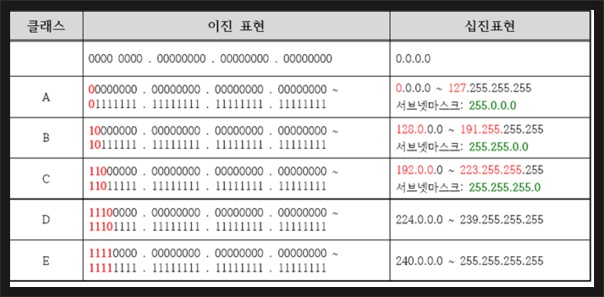 클래스 이진 표현 십진표현
0000 0000 . 00000000 . 00000000 . 00000000 0.0.0.0
A
00000000 . 00000000 . 00000000 . 00000000 ~
01111111 . 11111111 . 11111111 . 11111111
0.0.0.0 ~ 127.255.255.255
서브넷마스크: 255.0.0.0
B
10000000 . 00000000 . 00000000 . 00000000 ~
10111111 . 11111111 . 11111111 . 11111111
128.0.0.0 ~ 191.255.255.255
서브넷마스크: 255.255.0.0
C
11000000 . 00000000 . 00000000 . 00000000 ~
11011111 . 11111111 . 11111111 . 11111111
192.0.0.0 ~ 223.255.255.255
서브넷마스크: 255.255.255.0
D
11100000 . 00000000 . 00000000 . 00000000 ~
11101111 . 11111111 . 11111111 . 11111111
224.0.0.0 ~ 239.255.255.255
E
11110000 . 00000000 . 00000000 . 00000000 ~
11111111 . 11111111 . 11111111 . 11111111
240.0.0.0 ~ 255.255.255.255